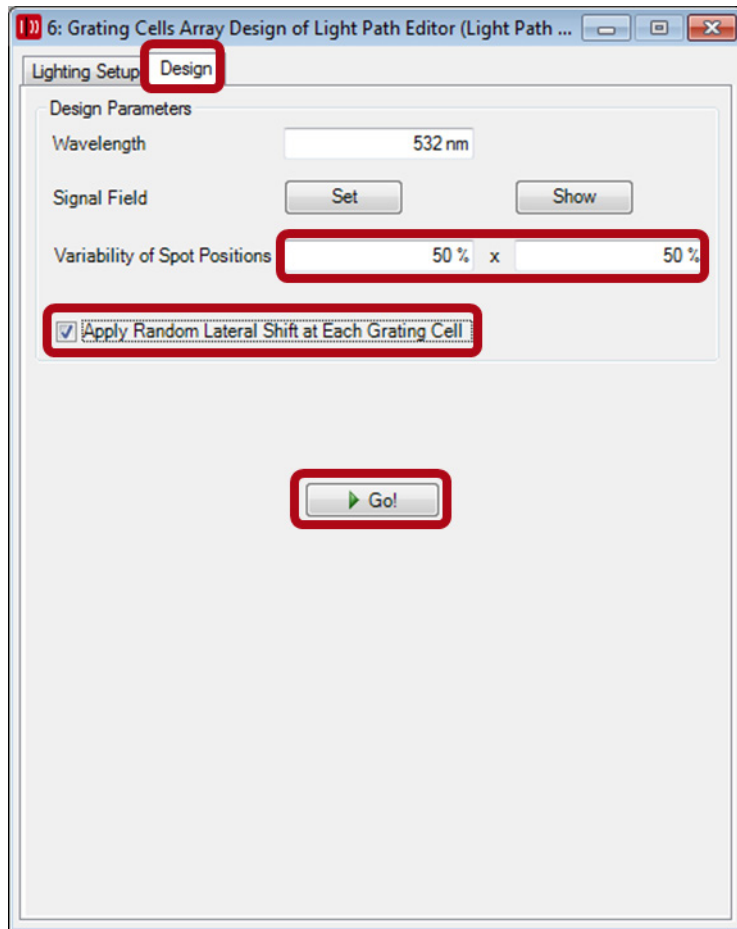 6: Grating Cells Array Design of Light Path Editor (Light Path ...
Lighting Setup Design
Design Parameters
Wavelength 532 nm
Signal Field Set Show
Variability of Spot Positions 50 % x 50 %
Apply Random Lateral Shift at Each Grating Cell
Go!